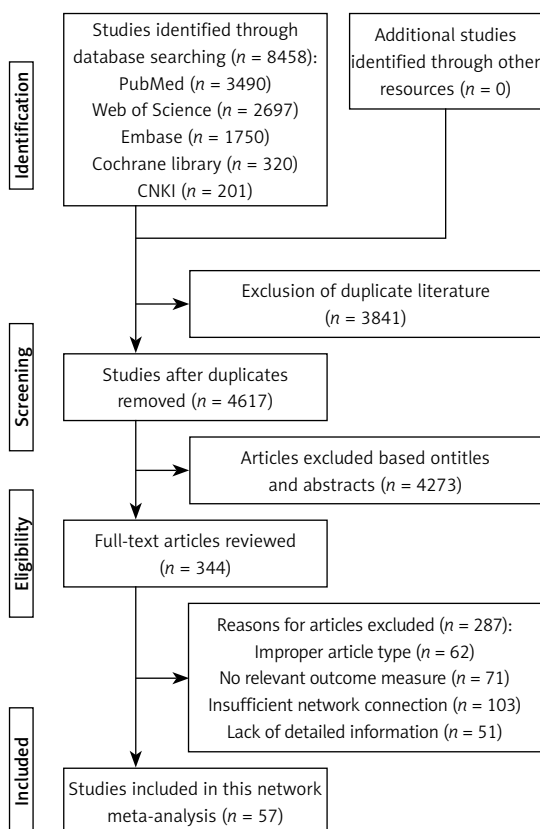 Identification
Studies identified through
database searching (n = 8458):
PubMed (n = 3490)
Web of Science (n = 2697)
Embase (n = 1750)
Cochrane library (n = 320)
CNKI (n = 201)
Additional studies
identified through other
resources (n = 0)
Exclusion of duplicate literature
(n = 3841)
Screening
Studies after duplicates
removed (n = 4617)
Articles excluded based ontitles
and abstracts (n = 4273)
Eligibility
Full-text articles reviewed
(n = 344)
Reasons for articles excluded (n = 287):
Improper article type (n = 62)
No relevant outcome measure (n = 71)
Insufficient network connection (n = 103)
Lack of detailed information (n = 51)
Included
Studies included in this network
meta-analysis (n = 57)